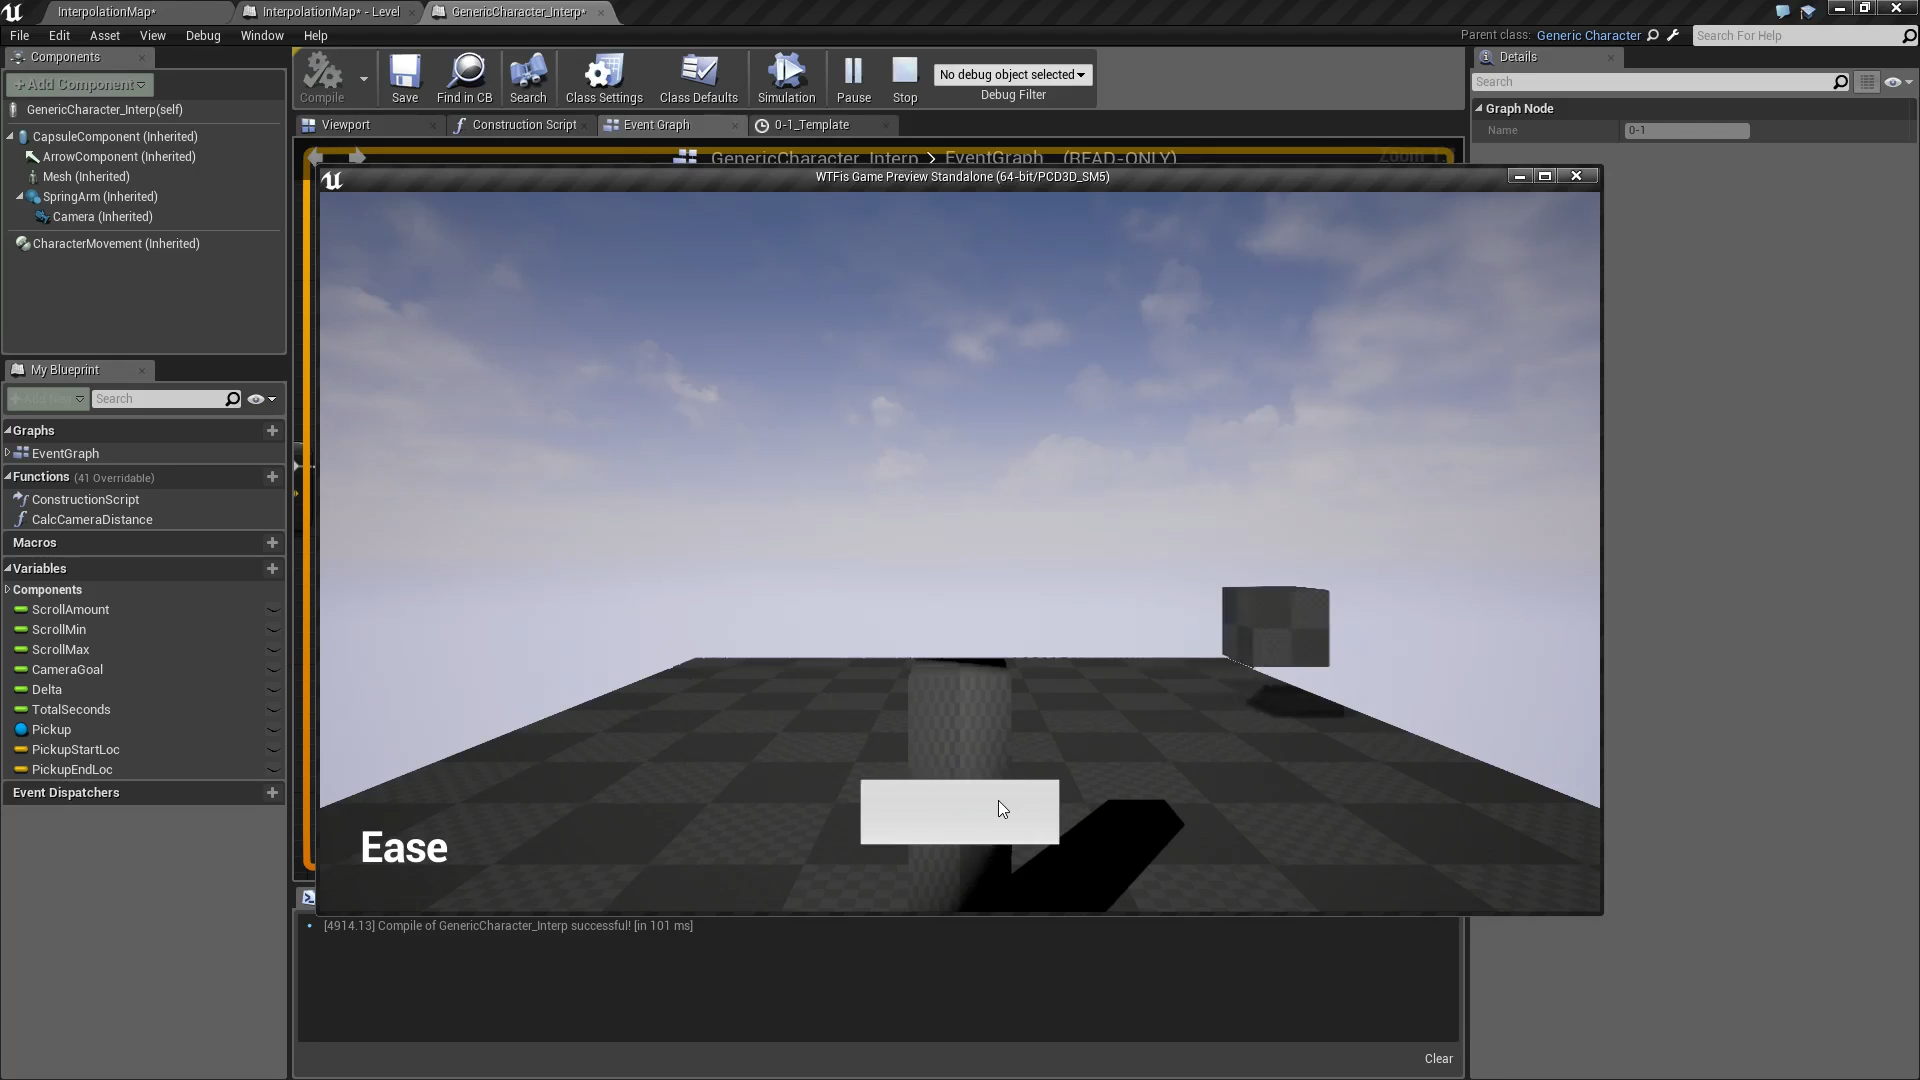 InterpolationMap*
InterpolationMap* - Level
GenericCharacter_Interp*
File Edit Asset View Debug Window Help
Parent class: Generic Character
Search For Help
Components
Add Component
GenericCharacter_Interp(self)
CapsuleComponent (Inherited)
ArrowComponent (Inherited)
Mesh (Inherited)
SpringArm (Inherited)
Camera (Inherited)
CharacterMovement (Inherited)
Compile
Save
Find in CB
Search
Class Settings
Class Defaults
Simulation
Pause
Stop
No debug object selected
Debug Filter
Viewport
Construction Script
Event Graph
0-1_Template
GenericCharacter_Interp > EventGraph (READ-ONLY)
WTFis Game Preview Standalone (64-bit/PCD3D_SM5)
Ease
Details
Search
Graph Node
Name 0-1
My Blueprint
Search
Graphs
EventGraph
Functions (41 Overridable)
ConstructionScript
CalcCameraDistance
Macros
Variables
Components
ScrollAmount
ScrollMin
ScrollMax
CameraGoal
Delta
TotalSeconds
Pickup
PickupStartLoc
PickupEndLoc
Event Dispatchers
[4914.13] Compile of GenericCharacter_Interp successful! [in 101 ms]
Clear